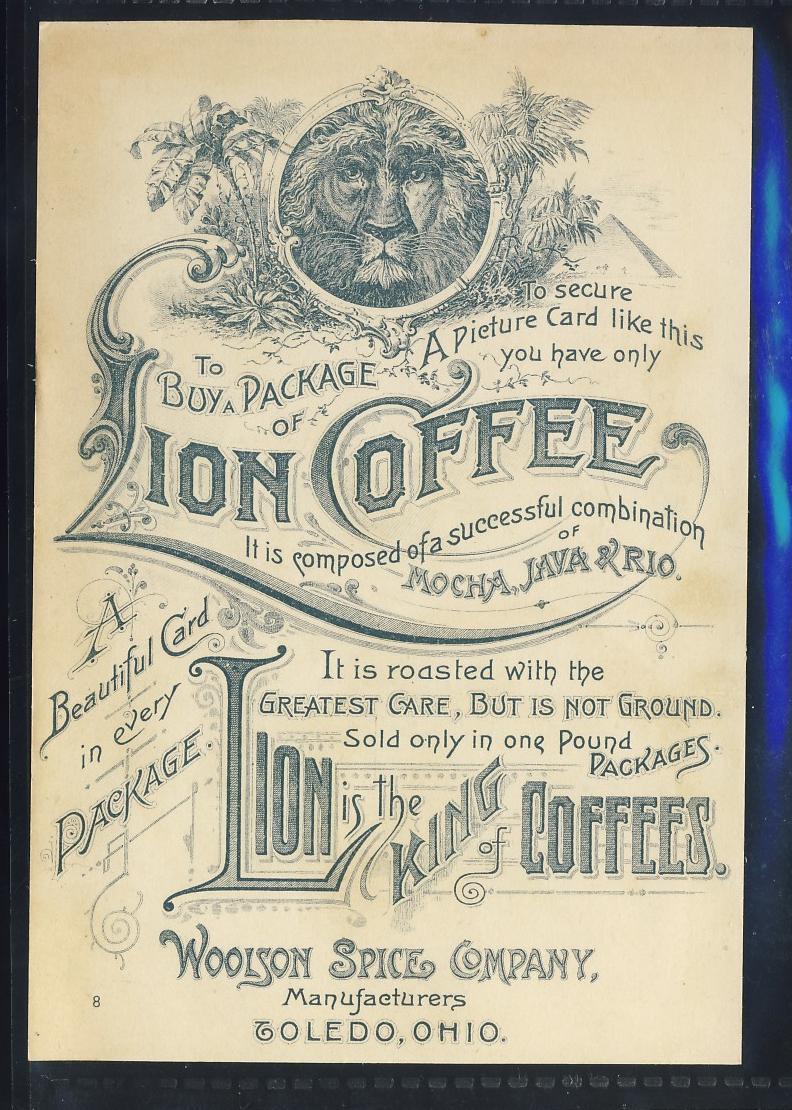 To secure
A Picture Card like this
you have only
To
Buy a Package
of
Lion Coffee
It is composed of a successful combination
of
Mocha, Java & Rio.
A
Beautiful Card
in every
Package.
It is roasted with the
Greatest Care, But is not Ground.
Sold only in one Pound
Packages.
Lion is the King of Coffees.
Woolson Spice Company,
Manufacturers
Toledo, Ohio.
8